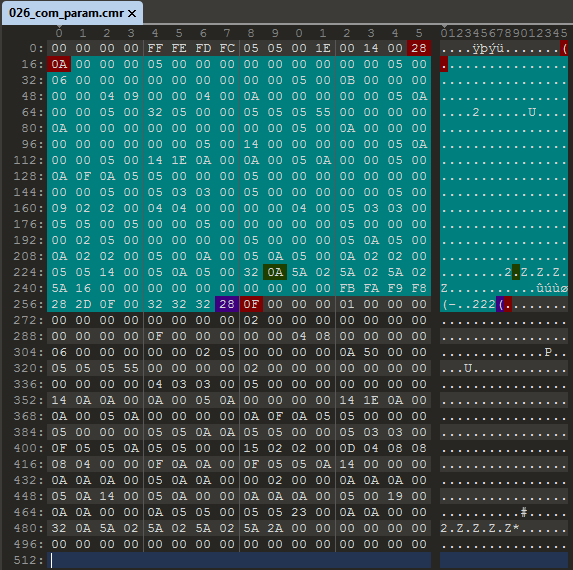 026_com_param.cmr ×
0 1 2 3 4 5 6 7 8 9 0 1 2 3 4 5 0123456789012345
0: 00 00 00 00 FF FE FD FC 05 05 00 1E 00 14 00 28 ....ÿþýü.......(
16: 0A 00 00 00 05 00 00 00 00 00 00 00 00 00 05 00 ................
32: 06 00 00 00 00 00 00 00 00 00 05 00 0B 00 00 00 ................
48: 00 00 04 09 00 00 04 00 0A 00 00 00 00 00 05 0A ................
64: 00 00 05 00 32 05 00 00 05 05 05 55 00 00 00 00 ....2......U....
80: 0A 00 00 00 00 00 00 00 00 00 05 00 0A 00 00 00 ................
96: 00 00 00 00 00 00 05 00 14 00 00 00 00 00 05 0A ................
112: 00 00 05 00 14 1E 0A 00 0A 00 05 0A 00 00 00 00 ................
128: 0A 0F 0A 05 00 00 05 00 00 00 00 00 00 00 00 00 ................
144: 00 00 05 00 05 03 03 00 05 00 00 00 00 00 05 00 ................
160: 09 02 02 00 04 04 00 00 00 00 04 00 05 03 03 00 ................
176: 05 05 00 00 05 00 05 00 00 00 05 00 00 00 00 00 ................
192: 00 02 05 00 00 00 05 00 00 00 05 00 05 0A 05 00 ................
208: 0A 02 02 00 05 00 0A 00 00 0A 05 00 0A 02 02 00 ................
224: 05 05 14 00 00 05 0A 05 00 32 0A 5A 02 5A 02 5A 02 .........2.Z.Z.Z
240: 5A 16 00 00 00 00 00 00 00 00 00 00 FB FA F9 F8 Z...........ûúùø
256: 28 2D 0F 00 32 32 32 28 0F 00 00 00 01 00 00 00 (-..222(........
272: 00 00 00 00 00 00 00 00 02 00 00 00 00 00 00 00 ................
288: 00 00 00 00 0F 00 00 00 00 00 04 08 00 00 00 00 ................
304: 06 00 00 00 00 00 02 05 00 00 00 00 0A 50 00 00 .............P..
320: 05 05 05 55 00 00 00 00 02 00 00 00 00 00 00 00 ...U............
336: 00 00 00 00 04 03 03 00 05 00 00 00 00 00 00 00 ................
352: 14 0A 0A 00 0A 00 05 0A 00 00 00 00 14 1E 0A 00 ................
368: 0A 00 05 0A 00 00 00 00 0A 0F 0A 05 00 00 05 00 ................
384: 05 00 00 00 05 05 0A 0A 05 00 00 00 05 03 03 00 ................
400: 0F 05 05 0A 05 05 00 00 15 02 02 00 0D 04 08 08 ................
416: 08 04 00 00 0F 0A 0A 00 0F 05 05 0A 14 00 00 00 ................
432: 0A 0A 0A 00 05 0A 00 00 00 02 00 00 0A 0A 0A 00 ................
448: 05 0A 14 00 05 0A 00 00 0A 0A 0A 00 05 00 19 00 ................
464: 0A 00 00 00 0A 05 05 00 05 05 23 00 0A 0A 00 00 ..........#.....
480: 32 0A 5A 02 5A 02 5A 02 5A 2A 00 00 00 00 00 00 2.Z.Z.Z.Z*......
496: 00 00 00 00 00 00 00 00 00 00 00 00 00 00 00 00 ................
512: